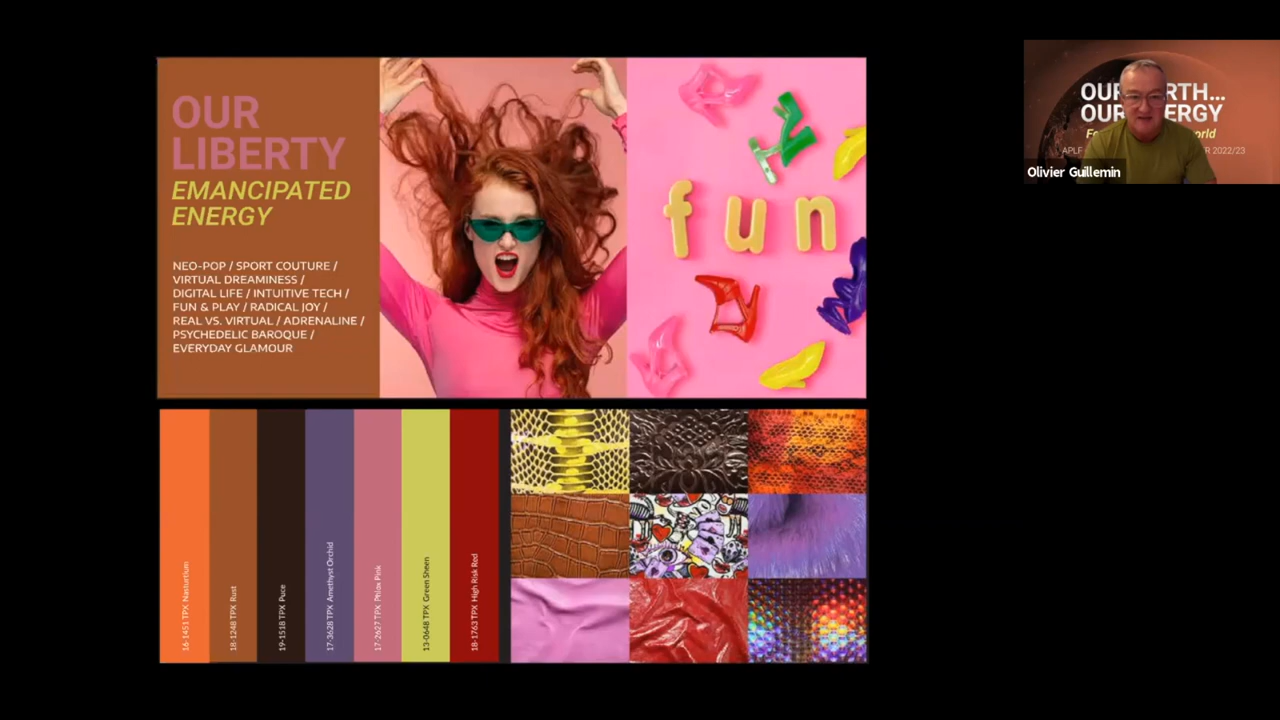 OUR
LIBERTY
EMANCIPATED
ENERGY
NEO-POP / SPORT COUTURE /
VIRTUAL DREAMINESS /
DIGITAL LIFE / INTUITIVE TECH /
FUN & PLAY / RADICAL JOY /
REAL VS. VIRTUAL / ADRENALINE /
PSYCHEDELIC BAROQUE /
EVERYDAY GLAMOUR
fun
16-1451 TPX Nasturtium
18-1248 TPX Rust
19-1518 TPX Puce
17-3628 TPX Amethyst Orchid
17-2627 TPX Phlox Pink
13-0648 TPX Green Sheen
18-1763 TPX High Risk Red
OUR
OUR
APLF
R 2022/23
Olivier Guillemin